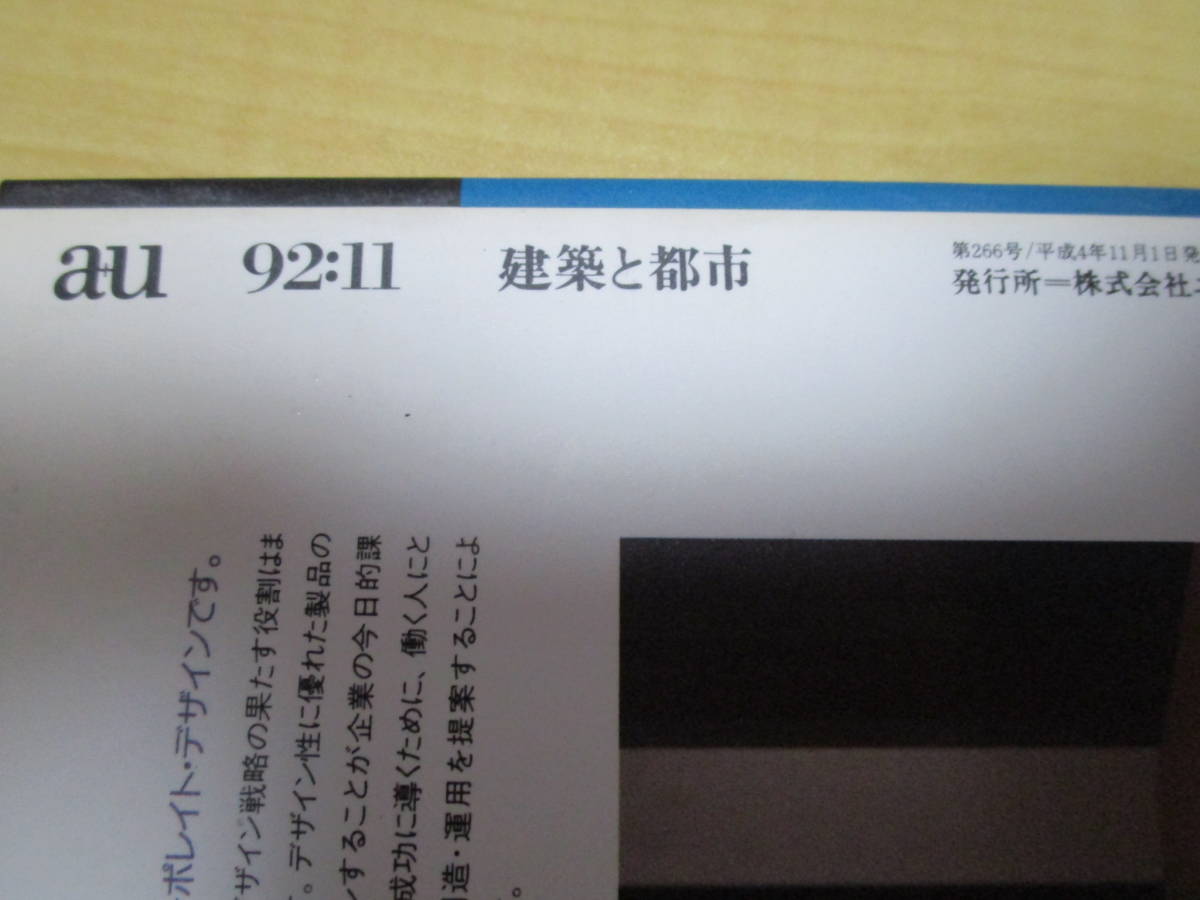 a+u 92:11 建築と都市
第266号/平成4年11月1日発
発行所＝株式会社
ポレイト・デザインです。
ザイン戦略の果たす役割はま
。デザイン性に優れた製品の
ンすることが企業の今日的課
成功に導くために、働く人にと
造・運用を提案することによ
。